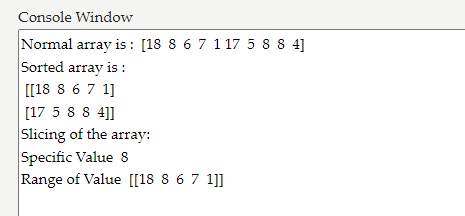 Console Window
Normal array is :  [18  8  6  7  1 17  5  8  8  4]
Sorted array is :
[[18  8  6  7  1]
[17  5  8  8  4]]
Slicing of the array:
Specific Value  8
Range of Value  [[18  8  6  7  1]]